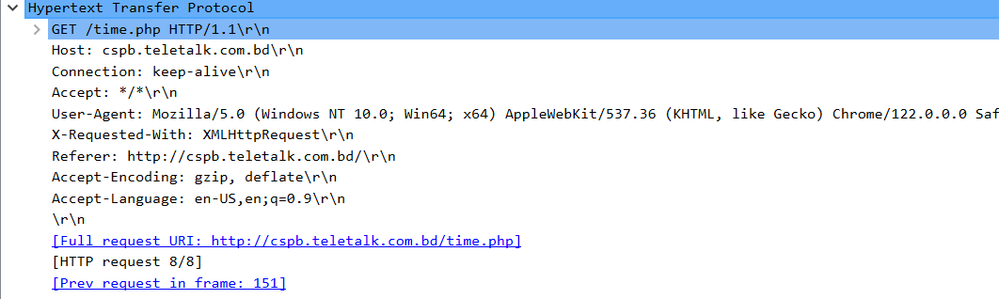 Hypertext Transfer Protocol
GET /time.php HTTP/1.1\r\n
Host: cspb.teletalk.com.bd\r\n
Connection: keep-alive\r\n
Accept: */*\r\n
User-Agent: Mozilla/5.0 (Windows NT 10.0; Win64; x64) AppleWebKit/537.36 (KHTML, like Gecko) Chrome/122.0.0.0 Saf
X-Requested-With: XMLHttpRequest\r\n
Referer: http://cspb.teletalk.com.bd/\r\n
Accept-Encoding: gzip, deflate\r\n
Accept-Language: en-US,en;q=0.9\r\n
\r\n
[Full request URI: http://cspb.teletalk.com.bd/time.php]
[HTTP request 8/8]
[Prev request in frame: 151]